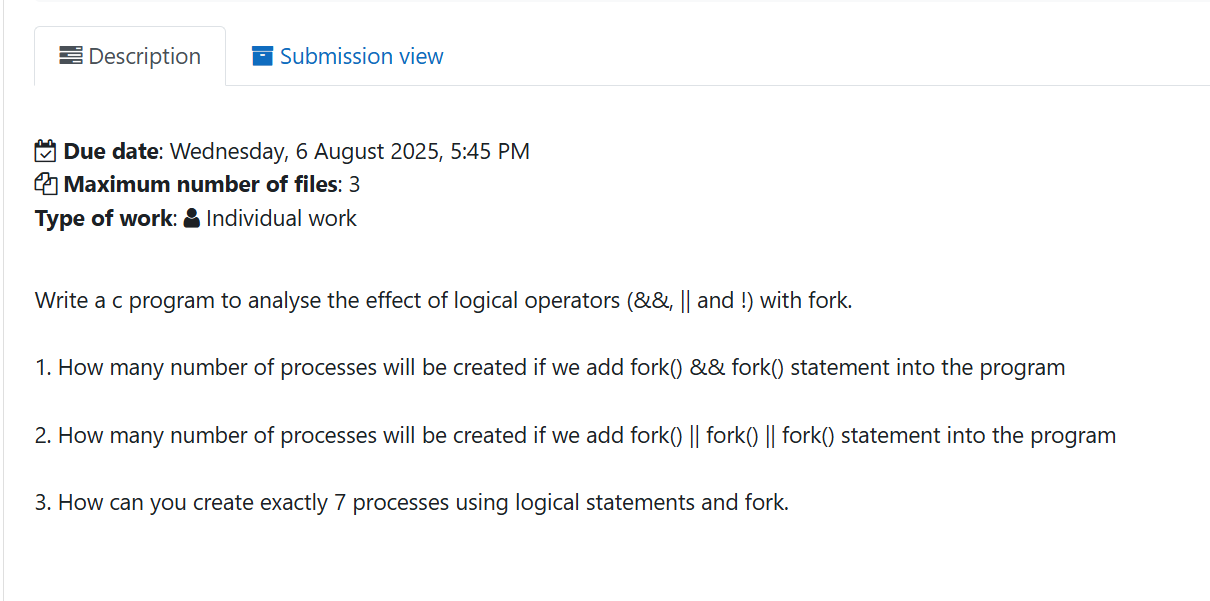 Description
Submission view
Due date: Wednesday, 6 August 2025, 5:45 PM
Maximum number of files: 3
Type of work: Individual work
Write a c program to analyse the effect of logical operators (&&, || and !) with fork.
1. How many number of processes will be created if we add fork() && fork() statement into the program
2. How many number of processes will be created if we add fork() || fork() || fork() statement into the program
3. How can you create exactly 7 processes using logical statements and fork.